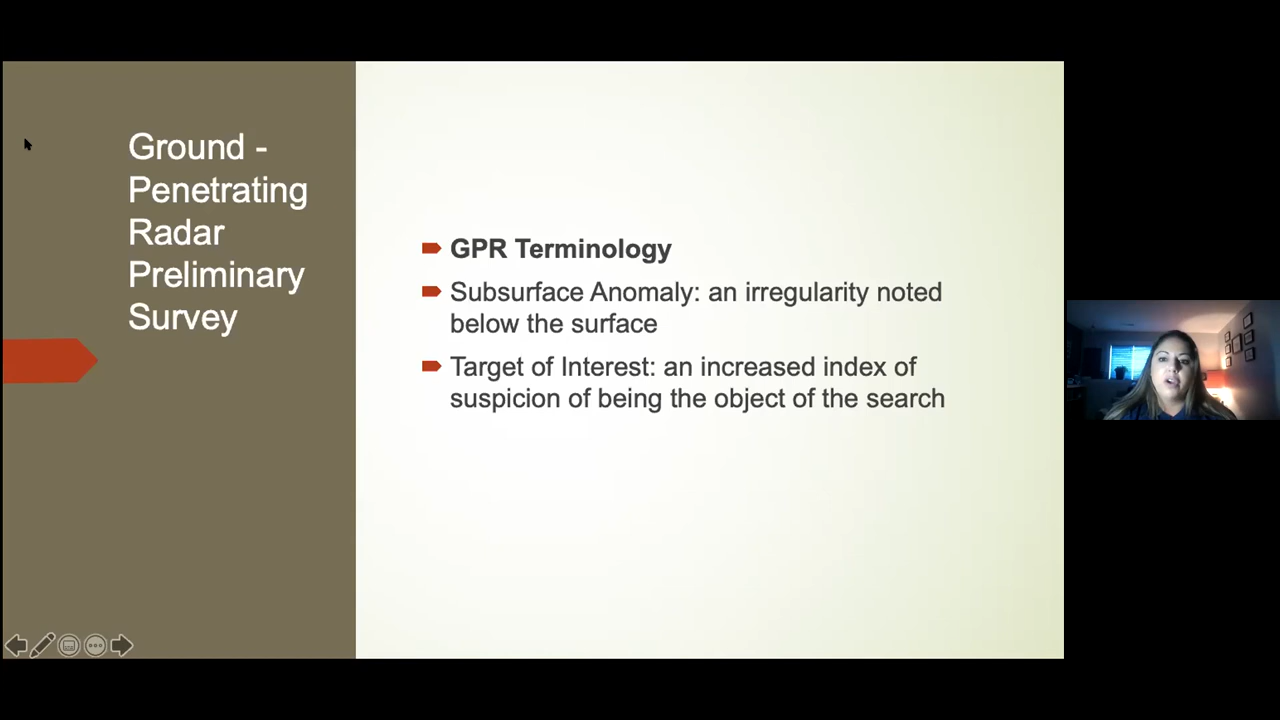 Ground -
Penetrating
Radar
Preliminary
Survey
GPR Terminology
Subsurface Anomaly: an irregularity noted
below the surface
Target of Interest: an increased index of
suspicion of being the object of the search